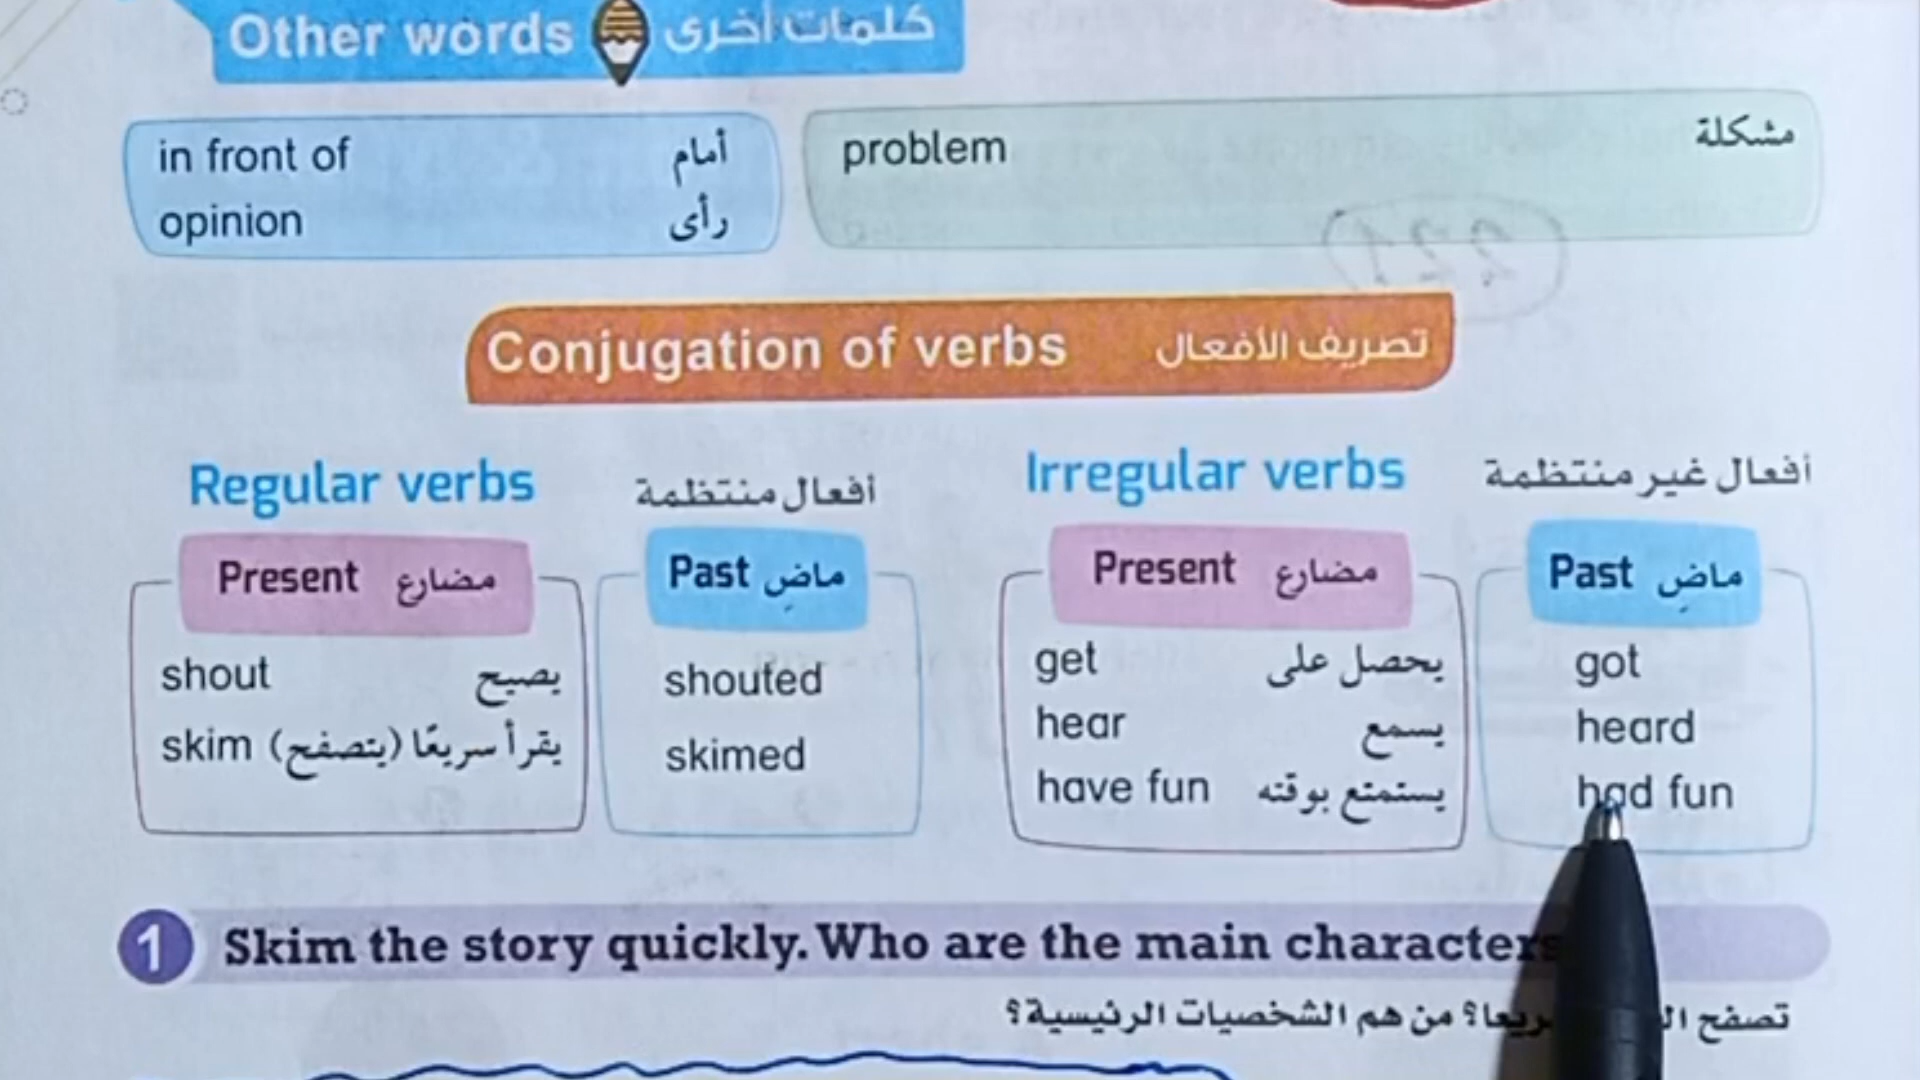 Other words كلمات أخرى
in front of أمام
opinion رأى
problem مشكلة
Conjugation of verbs تصريف الأفعال
Regular verbs أفعال منتظمة
Present مضارع
Past ماضٍ
shout يصيح
shouted
skim يقرأ سريعًا (يتصفح)
skimed
Irregular verbs أفعال غير منتظمة
Present مضارع
Past ماضٍ
get يحصل على
got
hear يسمع
heard
have fun يستمتع بوقته
had fun
1 Skim the story quickly. Who are the main characters
تصفح من هم الشخصيات الرئيسية؟